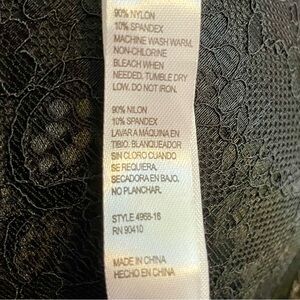 90% NYLON
10% SPANDEX
MACHINE WASH WARM,
NON-CHLORINE
BLEACH WHEN
NEEDED, TUMBLE DRY
LOW. DO NOT IRON.
90% NILON
10% SPANDEX
LAVAR A MÁQUINA EN
TIBIO. BLANQUEADOR
SIN CLORO CUANDO
SE REQUIERA.
SECADORA EN BAJO.
NO PLANCHAR.
STYLE 4968-16
RN 90410
MADE IN CHINA
HECHO EN CHINA